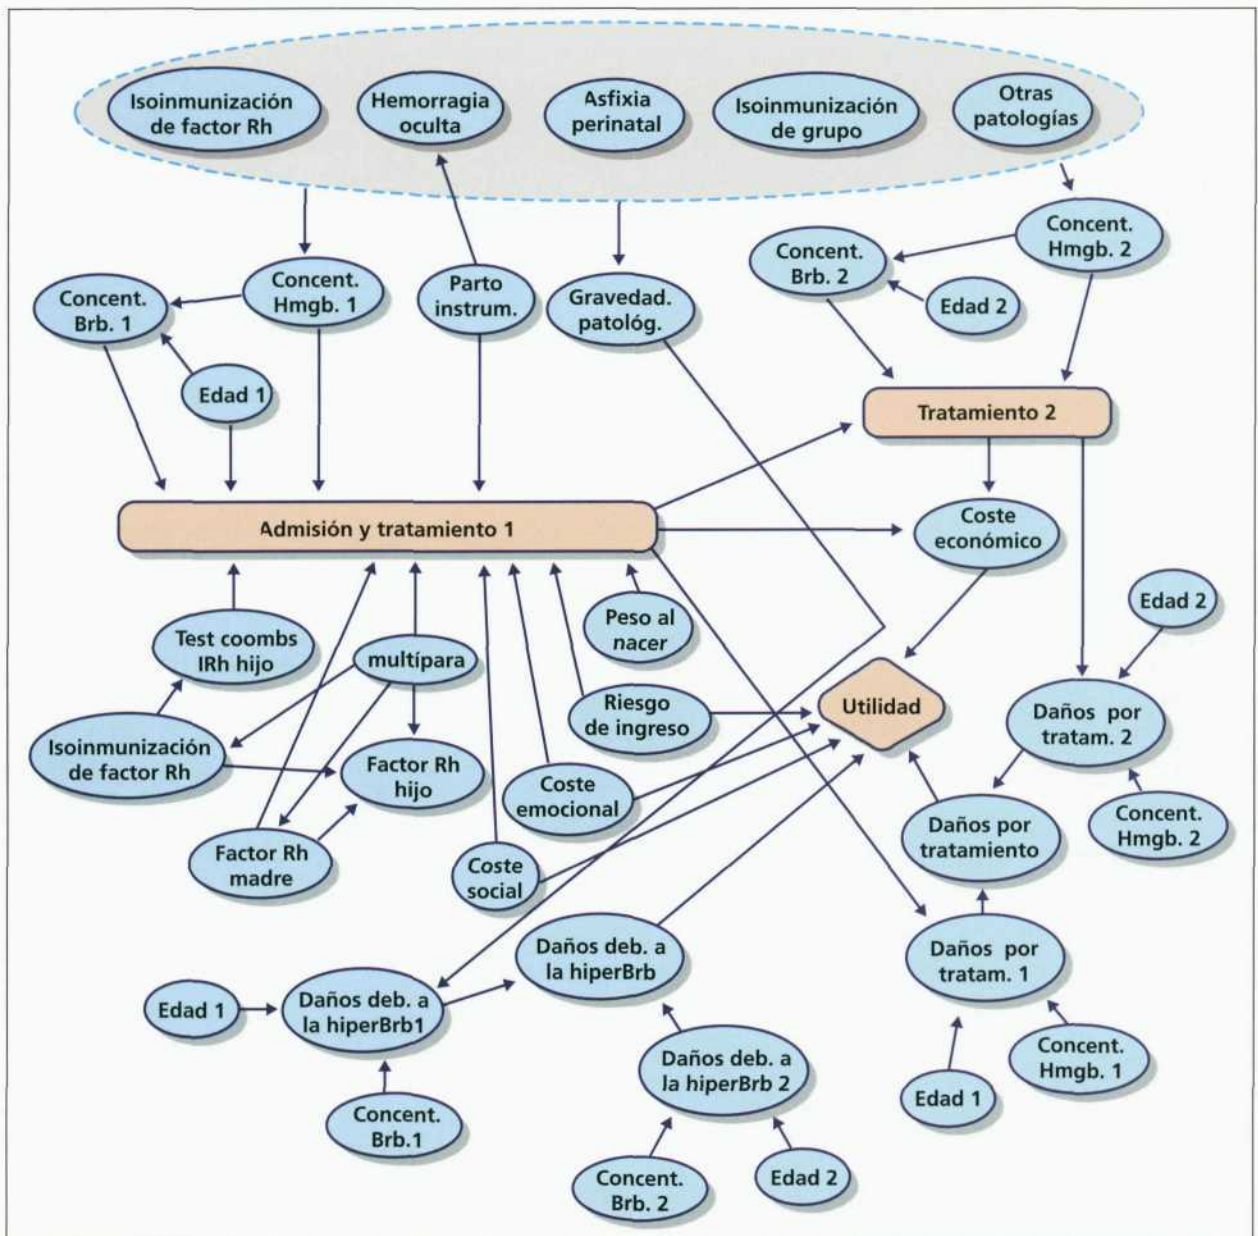 Isoinmunización
de factor Rh
Hemorragia
oculta
Asfixia
perinatal
Isoinmunización
de grupo
Otras
patologías
Concent.
Brb. 1
Concent.
Hmgb. 1
Parto
instrum.
Gravedad.
patológ.
Concent.
Brb. 2
Concent.
Hmgb. 2
Edad 2
Edad 1
Tratamiento 2
Admisión y tratamiento 1
Coste
económico
Test coombs
IRh hijo
multípara
Peso al
nacer
Edad 2
Riesgo
de ingreso
Utilidad
Daños por
tratam. 2
Isoinmunización
de factor Rh
Factor Rh
hijo
Coste
emocional
Concent.
Hmgb. 2
Factor Rh
madre
Coste
social
Daños por
tratamiento
Daños deb. a
la hiperBrb
Daños por
tratam. 1
Edad 1
Daños deb. a
la hiperBrb1
Daños deb. a
la hiperBrb 2
Concent.
Hmgb. 1
Edad 1
Concent.
Brb.1
Concent.
Brb. 2
Edad 2